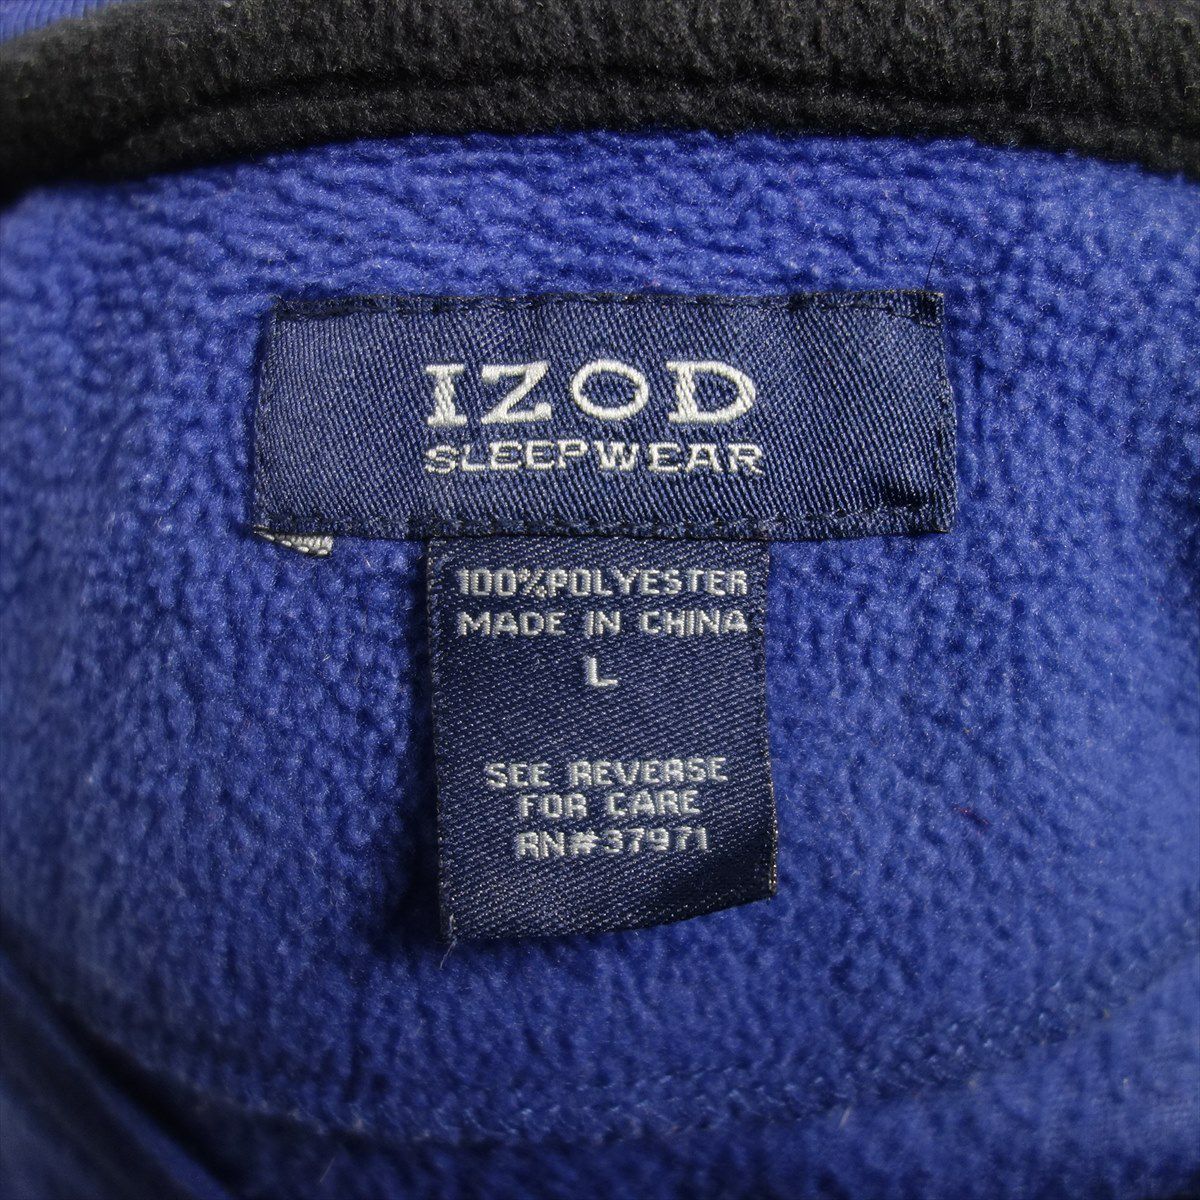 IZOD
SLEEPWEAR
100%POLYESTER
MADE IN CHINA
L
SEE REVERSE
FOR CARE
RN#37971